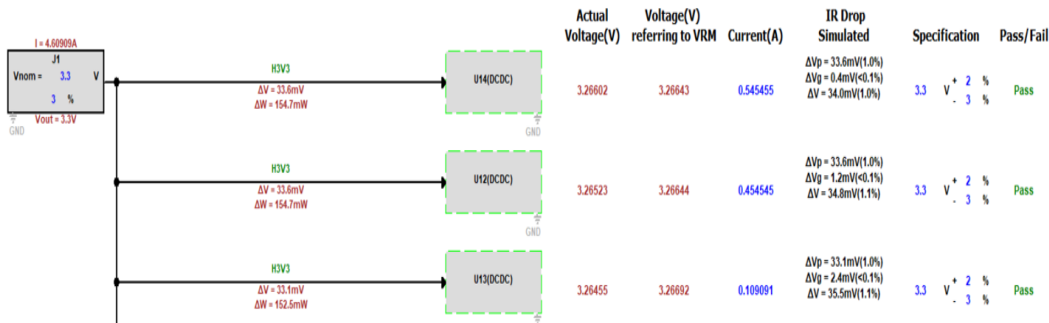 Actual Voltage(V) IR Drop
Voltage(V) referring to VRM Current(A) Simulated Specification Pass/Fail
I = 4.60909A
J1
Vnom = 3.3 V
3 %
Vout = 3.3V
GND
H3V3
ΔV = 33.6mV
ΔW = 154.7mW
U14(DCDC)
GND
3.26602 3.26643 0.545455
ΔVp = 33.6mV(1.0%)
ΔVg = 0.4mV(<0.1%)
ΔV = 34.0mV(1.0%)
3.3 V + 2 %
- 3 %
Pass
H3V3
ΔV = 33.6mV
ΔW = 154.7mW
U12(DCDC)
GND
3.26523 3.26644 0.454545
ΔVp = 33.6mV(1.0%)
ΔVg = 1.2mV(<0.1%)
ΔV = 34.8mV(1.1%)
3.3 V + 2 %
- 3 %
Pass
H3V3
ΔV = 33.1mV
ΔW = 152.5mW
U13(DCDC)
3.26455 3.26692 0.109091
ΔVp = 33.1mV(1.0%)
ΔVg = 2.4mV(<0.1%)
ΔV = 35.5mV(1.1%)
3.3 V + 2 %
- 3 %
Pass